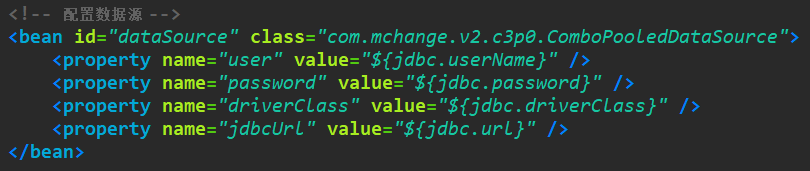 <!-- 配置数据源 -->
<bean id="dataSource" class="com.mchange.v2.c3p0.ComboPooledDataSource">
    <property name="user" value="${jdbc.userName}" />
    <property name="password" value="${jdbc.password}" />
    <property name="driverClass" value="${jdbc.driverClass}" />
    <property name="jdbcUrl" value="${jdbc.url}" />
</bean>